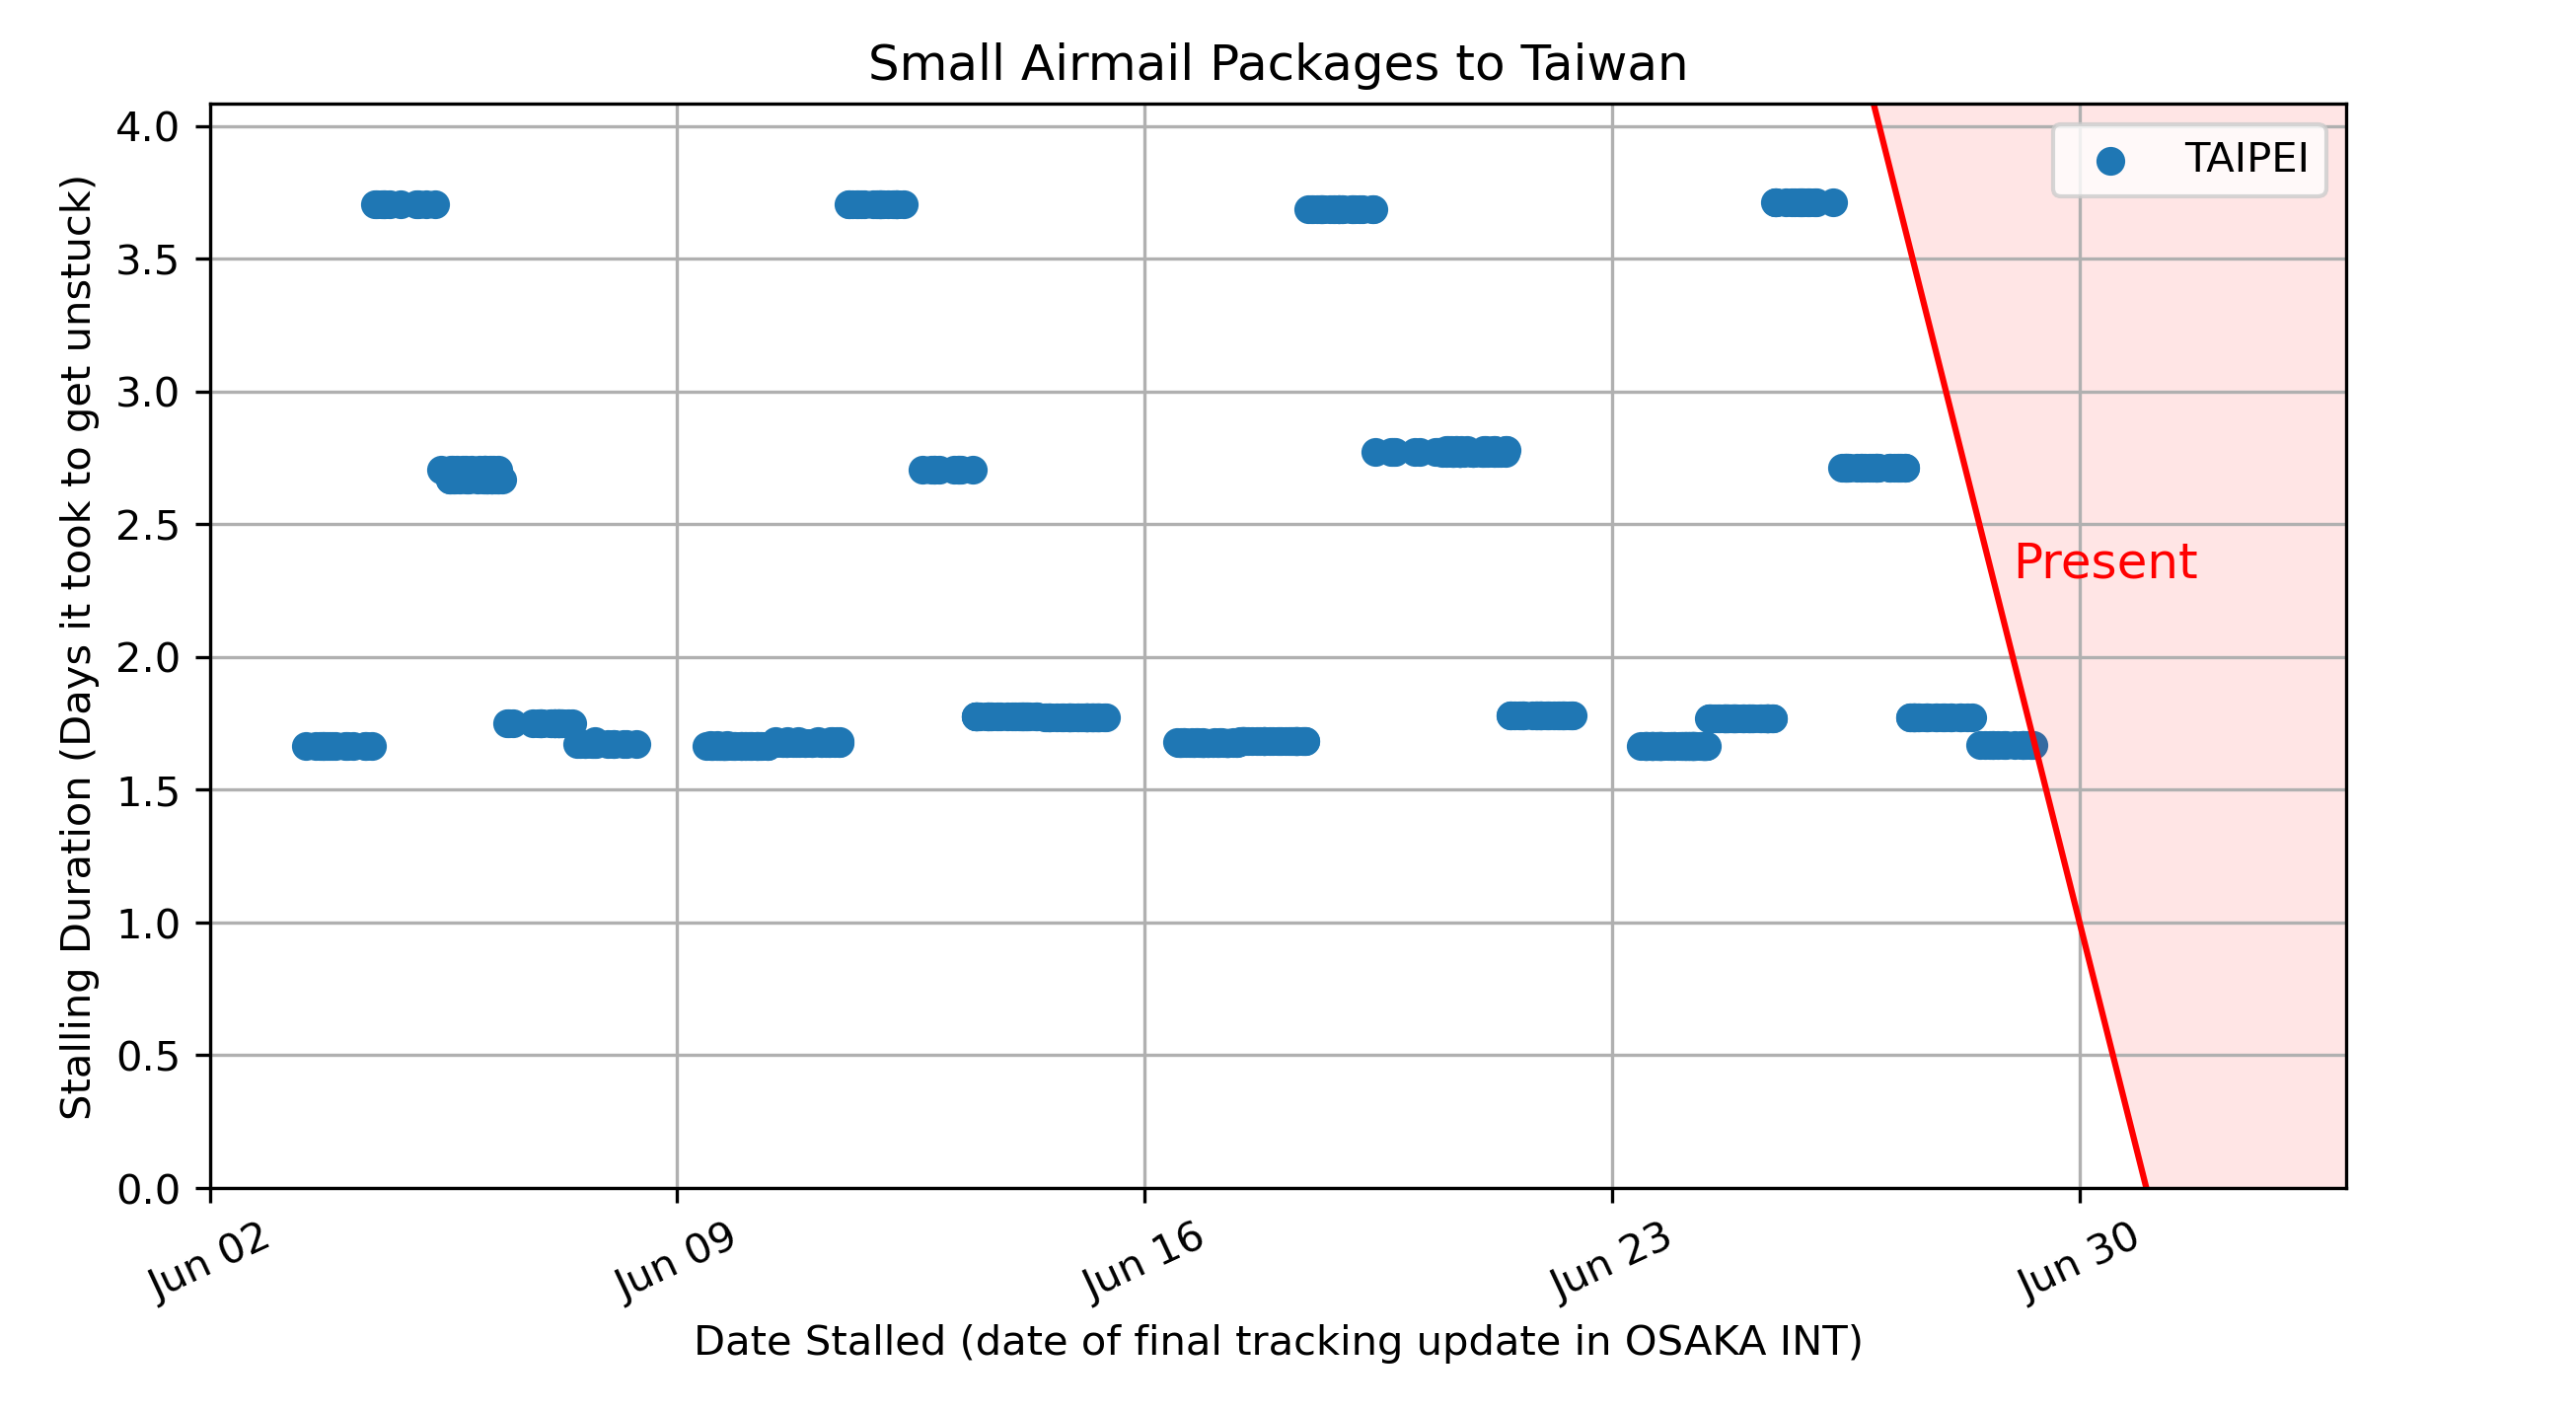 Small Airmail Packages to Taiwan
Stalling Duration (Days it took to get unstuck)
4.0
3.5
3.0
2.5
2.0
1.5
1.0
0.5
0.0
TAIPEI
Present
Jun 02
Jun 09
Jun 16
Jun 23
Jun 30
Date Stalled (date of final tracking update in OSAKA INT)